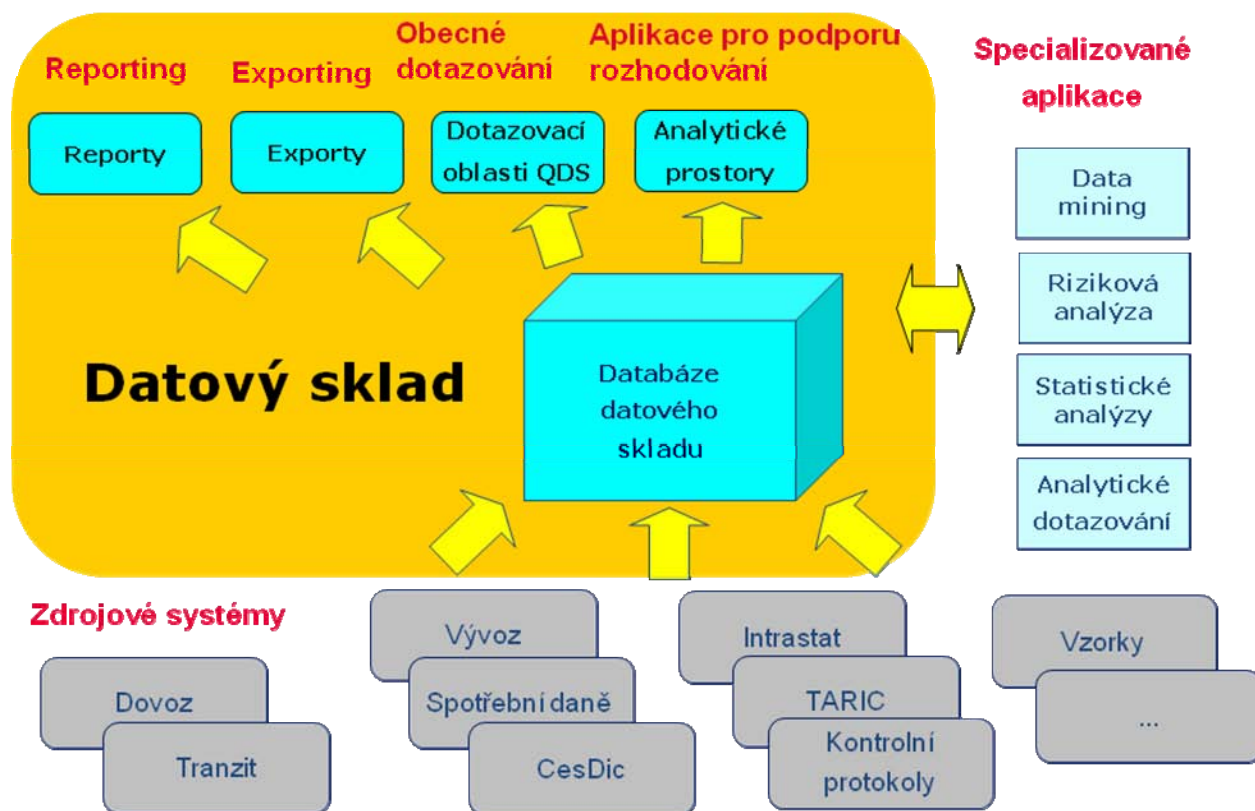 Reporting
Exporting
Obecné
dotazování
Aplikace pro podporu
rozhodování
Specializované
aplikace
Reporty
Exporty
Dotazovací
oblasti QDS
Analytické
prostory
Data
mining
Riziková
analýza
Statistické
analýzy
Analytické
dotazování
Datový sklad
Databáze
datového
skladu
Zdrojové systémy
Dovoz
Tranzit
Vývoz
Spotřební daně
CesDic
Intrastat
TARIC
Kontrolní
protokoly
Vzorky
...